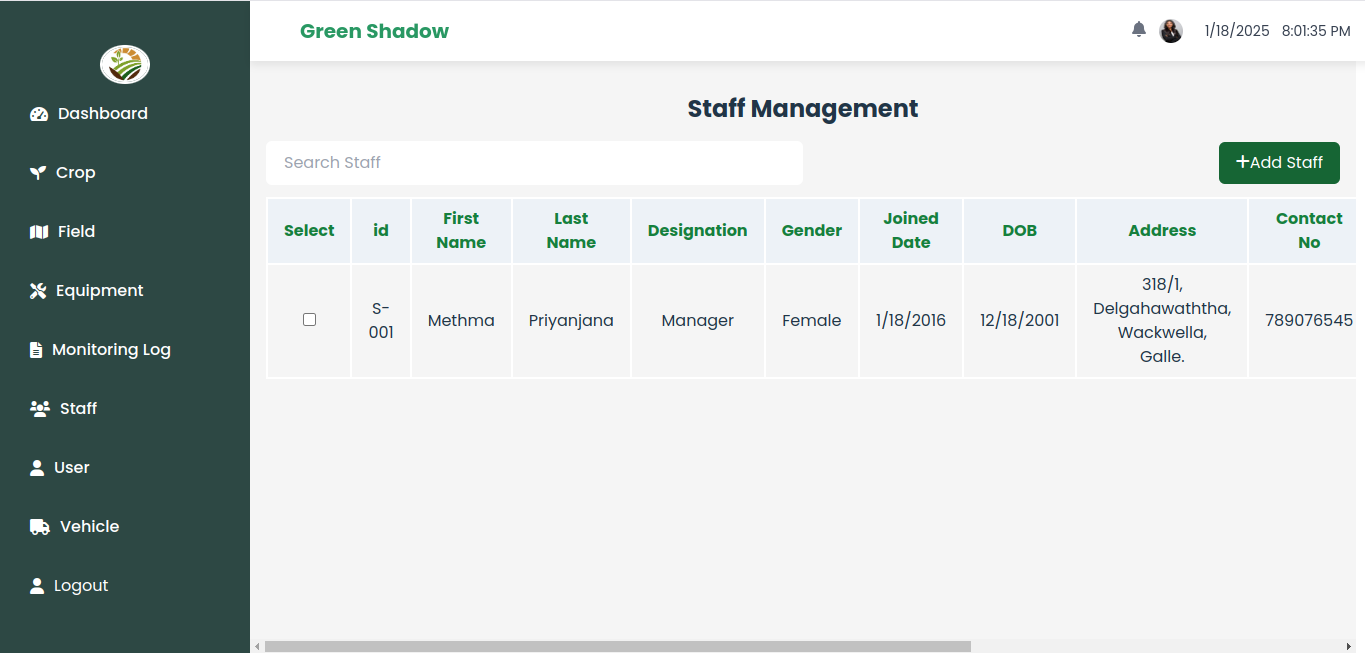 Green Shadow
1/18/2025 8:01:35 PM
Dashboard
Crop
Field
Equipment
Monitoring Log
Staff
User
Vehicle
Logout
Staff Management
Search Staff
+Add Staff
Select id First Name Last Name Designation Gender Joined Date DOB Address Contact No
S-001 Methma Priyanjana Manager Female 1/18/2016 12/18/2001 318/1, Delgahawaththa, Wackwella, Galle. 789076545